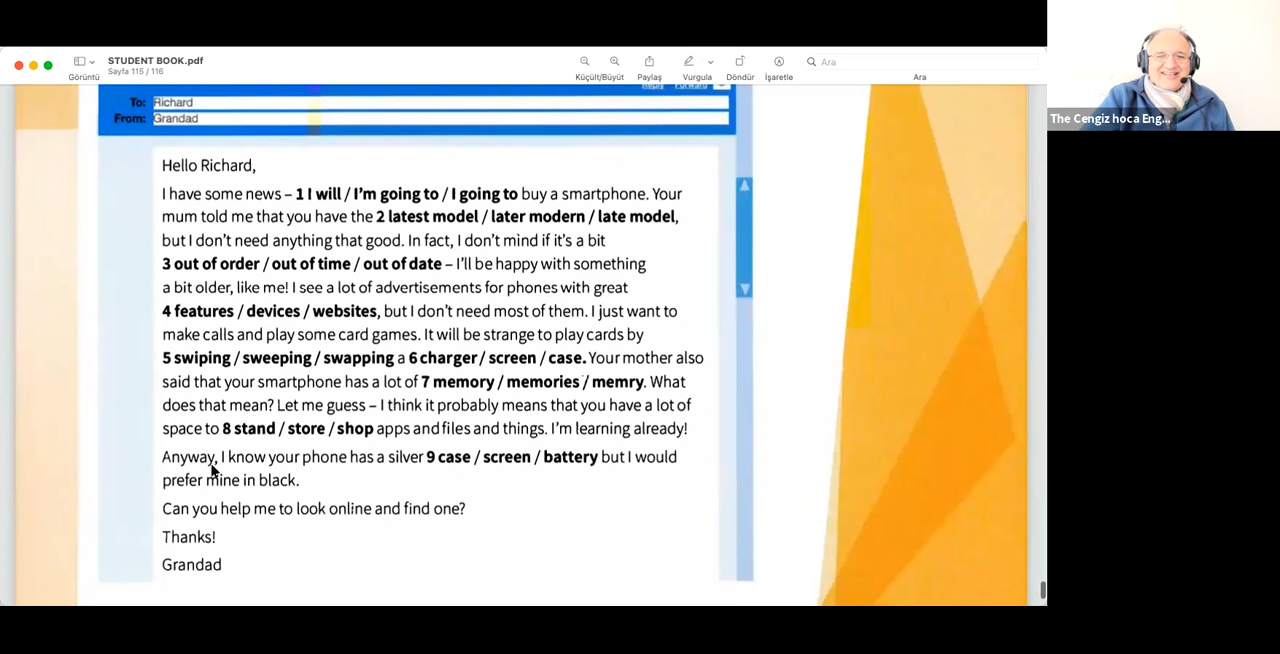 STUDENT BOOK.pdf
Sayfa 115 / 116
Görüntü
Küçült/Büyüt
Paylaş
Vurgula
Döndür
İşaretle
Ara
Ara
Reply Forward
To: Richard
From: Grandad
Hello Richard,
I have some news – 1 I will / I'm going to / I going to buy a smartphone. Your
mum told me that you have the 2 latest model / later modern / late model,
but I don't need anything that good. In fact, I don't mind if it's a bit
3 out of order / out of time / out of date – I'll be happy with something
a bit older, like me! I see a lot of advertisements for phones with great
4 features / devices / websites, but I don't need most of them. I just want to
make calls and play some card games. It will be strange to play cards by
5 swiping / sweeping / swapping a 6 charger / screen / case. Your mother also
said that your smartphone has a lot of 7 memory / memories / memry. What
does that mean? Let me guess – I think it probably means that you have a lot of
space to 8 stand / store / shop apps and files and things. I'm learning already!
Anyway, I know your phone has a silver 9 case / screen / battery but I would
prefer mine in black.
Can you help me to look online and find one?
Thanks!
Grandad
The Cengiz hoca Eng...